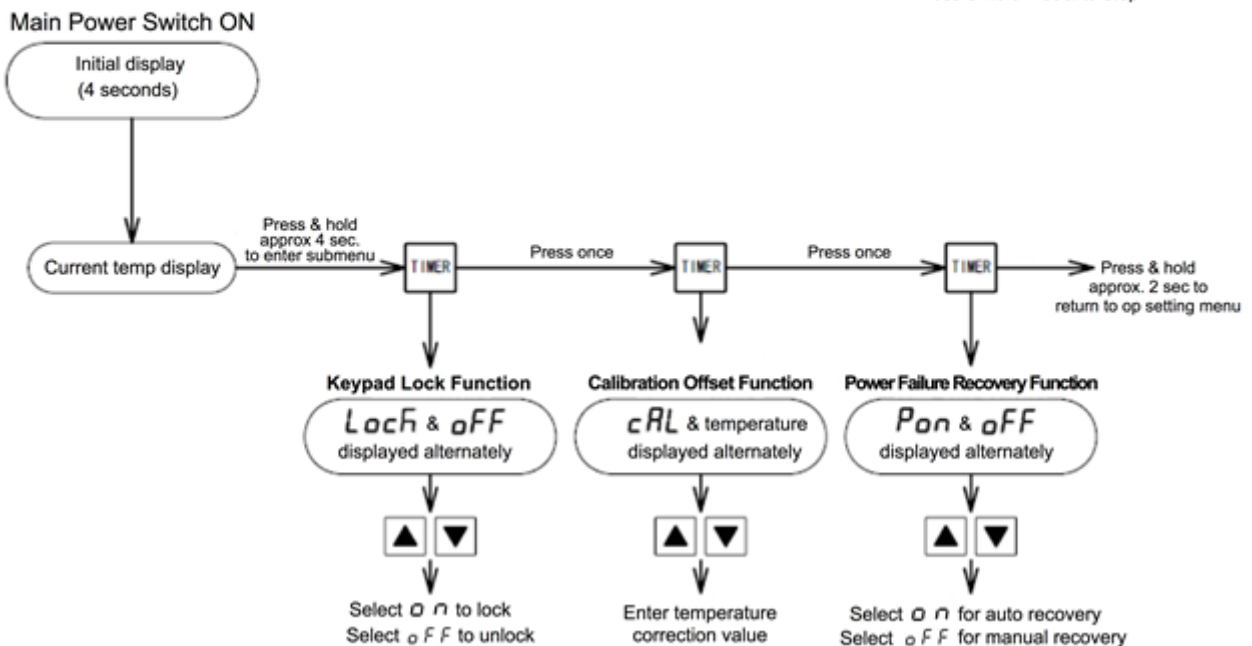 Main Power Switch ON
Initial display
(4 seconds)
Current temp display
Press & hold
approx 4 sec.
to enter submenu
TIMER
Press once
TIMER
Press once
TIMER
Press & hold
approx. 2 sec to
return to op setting menu
Keypad Lock Function
Lock & oFF
displayed alternately
Select on to lock
Select oFF to unlock
Calibration Offset Function
cAL & temperature
displayed alternately
Enter temperature
correction value
Power Failure Recovery Function
Pon & oFF
displayed alternately
Select on for auto recovery
Select oFF for manual recovery